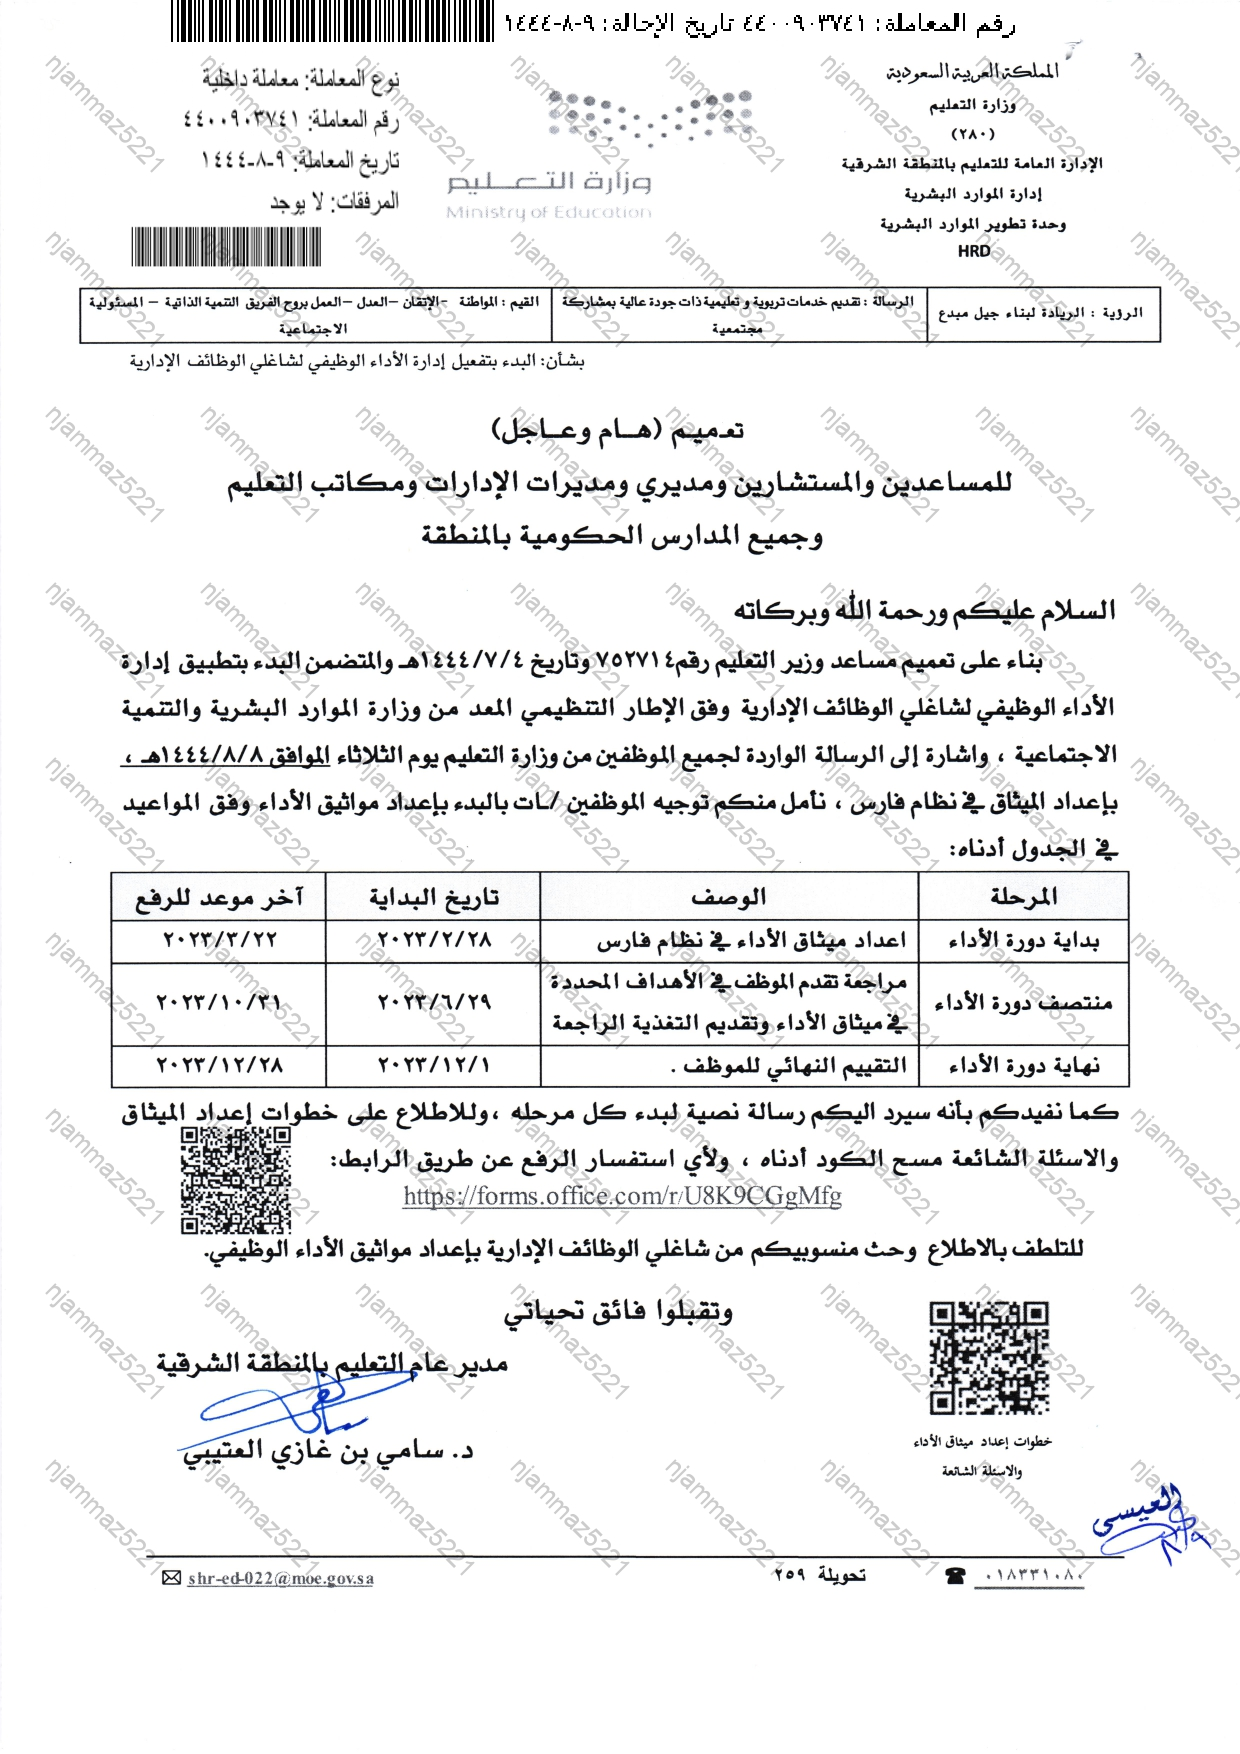 رقم المعاملة: ٤٤٠٠٩٠٣٧٤١ تاريخ الإحالة: ٩-٨-١٤٤٤
المملكة العربية السعودية
وزارة التعليم
(٢٨٠)
الإدارة العامة للتعليم بالمنطقة الشرقية
إدارة الموارد البشرية
وحدة تطوير الموارد البشرية
HRD
وزارة التعليم
Ministry of Education
نوع المعاملة: معاملة داخلية
رقم المعاملة: ٤٤٠٠٩٠٣٧٤١
تاريخ المعاملة: ٩-٨-١٤٤٤
المرفقات: لا يوجد
الرؤية : الريادة لبناء جيل مبدع
الرسالة : تقديم خدمات تربوية و تعليمية ذات جودة عالية بمشاركة
مجتمعية
القيم : المواطنة -الإتقان –العدل –العمل بروح الفريق التنمية الذاتية – المسئولية
الاجتماعية
بشأن: البدء بتفعيل إدارة الأداء الوظيفي لشاغلي الوظائف الإدارية
تعميم (هـام وعـاجل)
للمساعدين والمستشارين ومديري ومديرات الإدارات ومكاتب التعليم
وجميع المدارس الحكومية بالمنطقة
السلام عليكم ورحمة الله وبركاته
بناء على تعميم مساعد وزير التعليم رقم٧٥٢٧١٤ وتاريخ ١٤٤٤/٧/٤هـ والمتضمن البدء بتطبيق إدارة
الأداء الوظيفي لشاغلي الوظائف الإدارية وفق الإطار التنظيمي المعد من وزارة الموارد البشرية والتنمية
الاجتماعية ، واشارة إلى الرسالة الواردة لجميع الموظفين من وزارة التعليم يوم الثلاثاء الموافق ١٤٤٤/٨/٨هـ ،
بإعداد الميثاق في نظام فارس ، نأمل منكم توجيه الموظفين /ـات بالبدء بإعداد مواثيق الأداء وفق المواعيد
في الجدول أدناه:
المرحلة الوصف تاريخ البداية آخر موعد للرفع
بداية دورة الأداء اعداد ميثاق الأداء في نظام فارس ٢٠٢٣/٢/٢٨ ٢٠٢٣/٣/٢٢
منتصف دورة الأداء مراجعة تقدم الموظف في الأهداف المحددة
في ميثاق الأداء وتقديم التغذية الراجعة ٢٠٢٣/٦/٢٩ ٢٠٢٣/١٠/٣١
نهاية دورة الأداء التقييم النهائي للموظف . ٢٠٢٣/١٢/١ ٢٠٢٣/١٢/٢٨
كما نفيدكم بأنه سيرد اليكم رسالة نصية لبدء كل مرحله ،وللاطلاع على خطوات إعداد الميثاق
والاسئلة الشائعة مسح الكود أدناه ، ولأي استفسار الرفع عن طريق الرابط:
https://forms.office.com/r/U8K9CGgMfg
للتلطف بالاطلاع وحث منسوبيكم من شاغلي الوظائف الإدارية بإعداد مواثيق الأداء الوظيفي.
وتقبلوا فائق تحياتي
مدير عام التعليم بالمنطقة الشرقية
د. سامي بن غازي العتيبي
خطوات إعداد ميثاق الأداء
والاسئلة الشائعة
العيسى
٠١٨٣٣١٠٨٠
تحويلة ٢٥٩
shr-ed-022@moe.gov.sa
njammaz5221